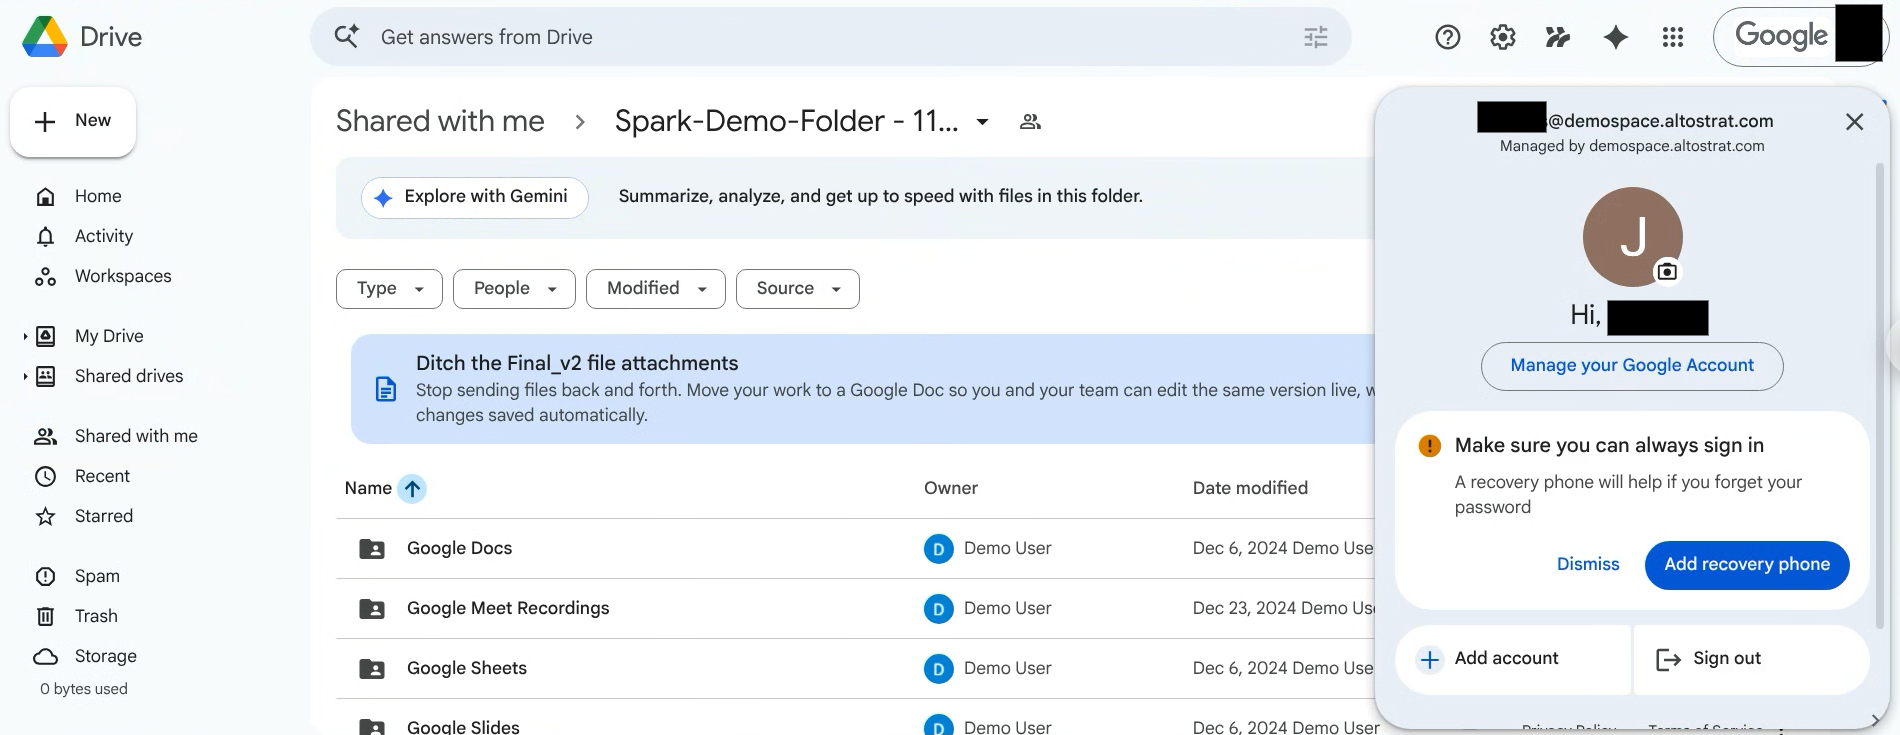 Drive
Get answers from Drive
Google
New
Home
Activity
Workspaces
My Drive
Shared drives
Shared with me
Recent
Starred
Spam
Trash
Storage
0 bytes used
Shared with me
Spark-Demo-Folder - 11...
Explore with Gemini
Summarize, analyze, and get up to speed with files in this folder.
Type
People
Modified
Source
Ditch the Final_v2 file attachments
Stop sending files back and forth. Move your work to a Google Doc so you and your team can edit the same version live, w
changes saved automatically.
Name Owner Date modified
Google Docs D Demo User Dec 6, 2024 Demo Use
Google Meet Recordings D Demo User Dec 23, 2024 Demo Us
Google Sheets D Demo User Dec 6, 2024 Demo Use
Google Slides D Demo User Dec 6, 2024 Demo User
s@demospace.altostrat.com
Managed by demospace.altostrat.com
J
Hi,
Manage your Google Account
Make sure you can always sign in
A recovery phone will help if you forget your
password
Dismiss
Add recovery phone
Add account
Sign out
Privacy Policy
Terms of Service